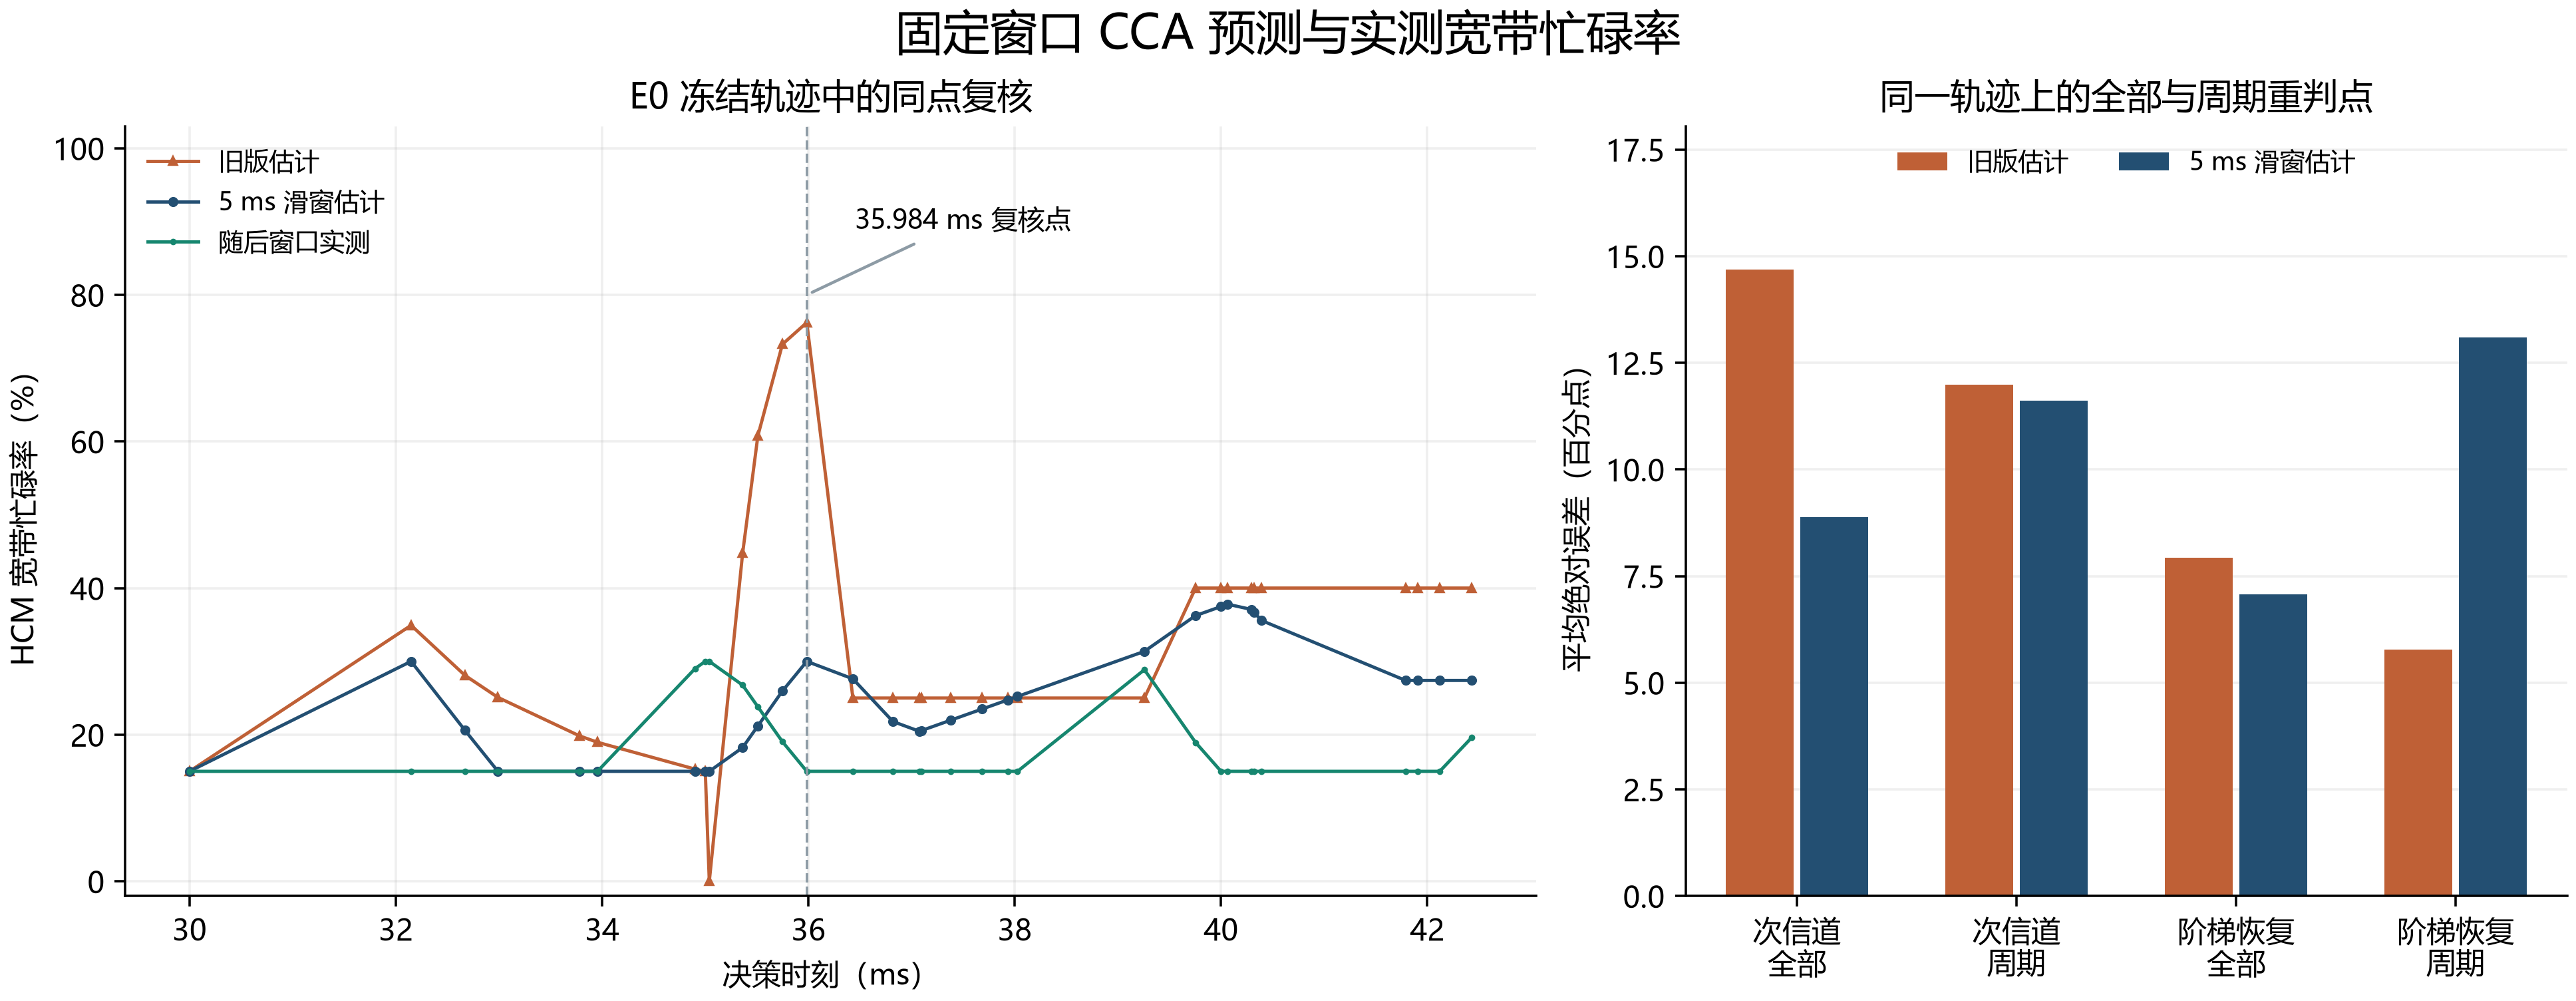 固定窗口 CCA 预测与实测宽带忙碌率
E0 冻结轨迹中的同点复核
HCM 宽带忙碌率（%）
100
80
60
40
20
0
旧版估计
5 ms 滑窗估计
随后窗口实测
35.984 ms 复核点
30
32
34
36
38
40
42
决策时刻（ms）
同一轨迹上的全部与周期重判点
平均绝对误差（百分点）
17.5
15.0
12.5
10.0
7.5
5.0
2.5
0.0
旧版估计
5 ms 滑窗估计
次信道
全部
次信道
周期
阶梯恢复
全部
阶梯恢复
周期